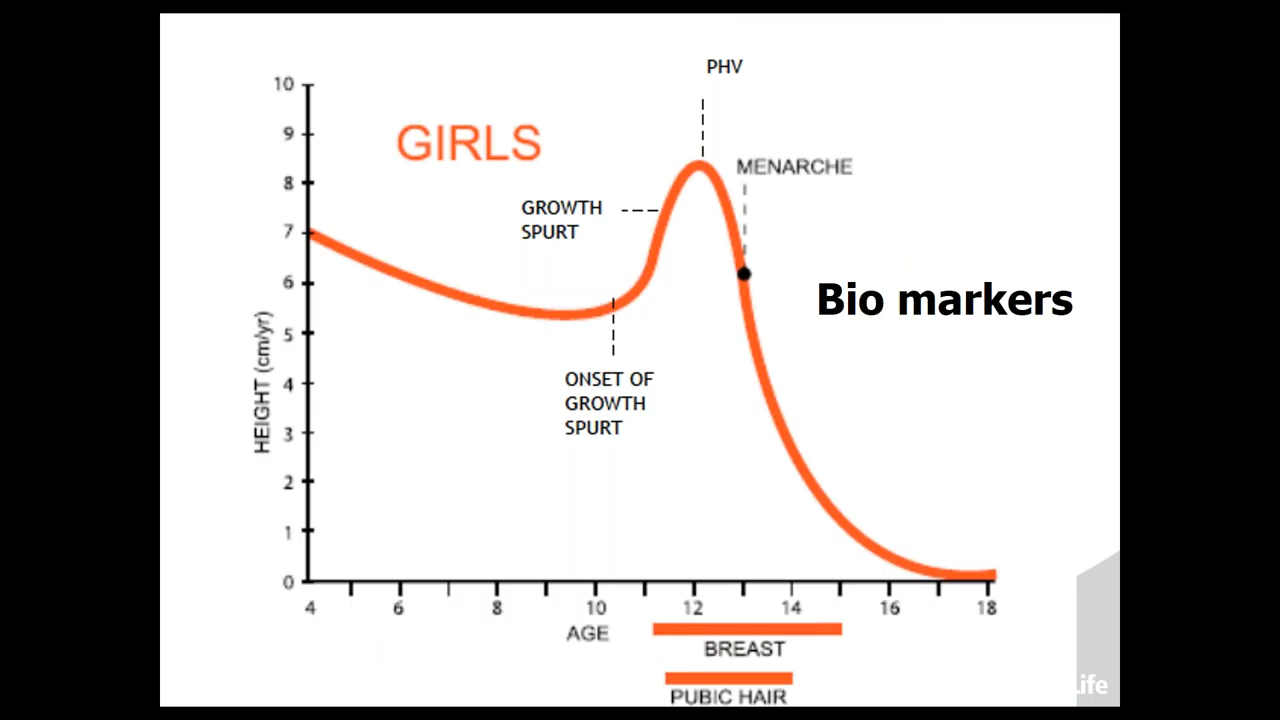 PHV
10
GIRLS
9
MENARCHE
8
GROWTH
SPURT
7
6
Bio markers
5
ONSET OF
GROWTH
SPURT
4
3
2
1
0
HEIGHT (cm/yr)
4 6 8 10 12 14 16 18
AGE
BREAST
PUBIC HAIR
Life